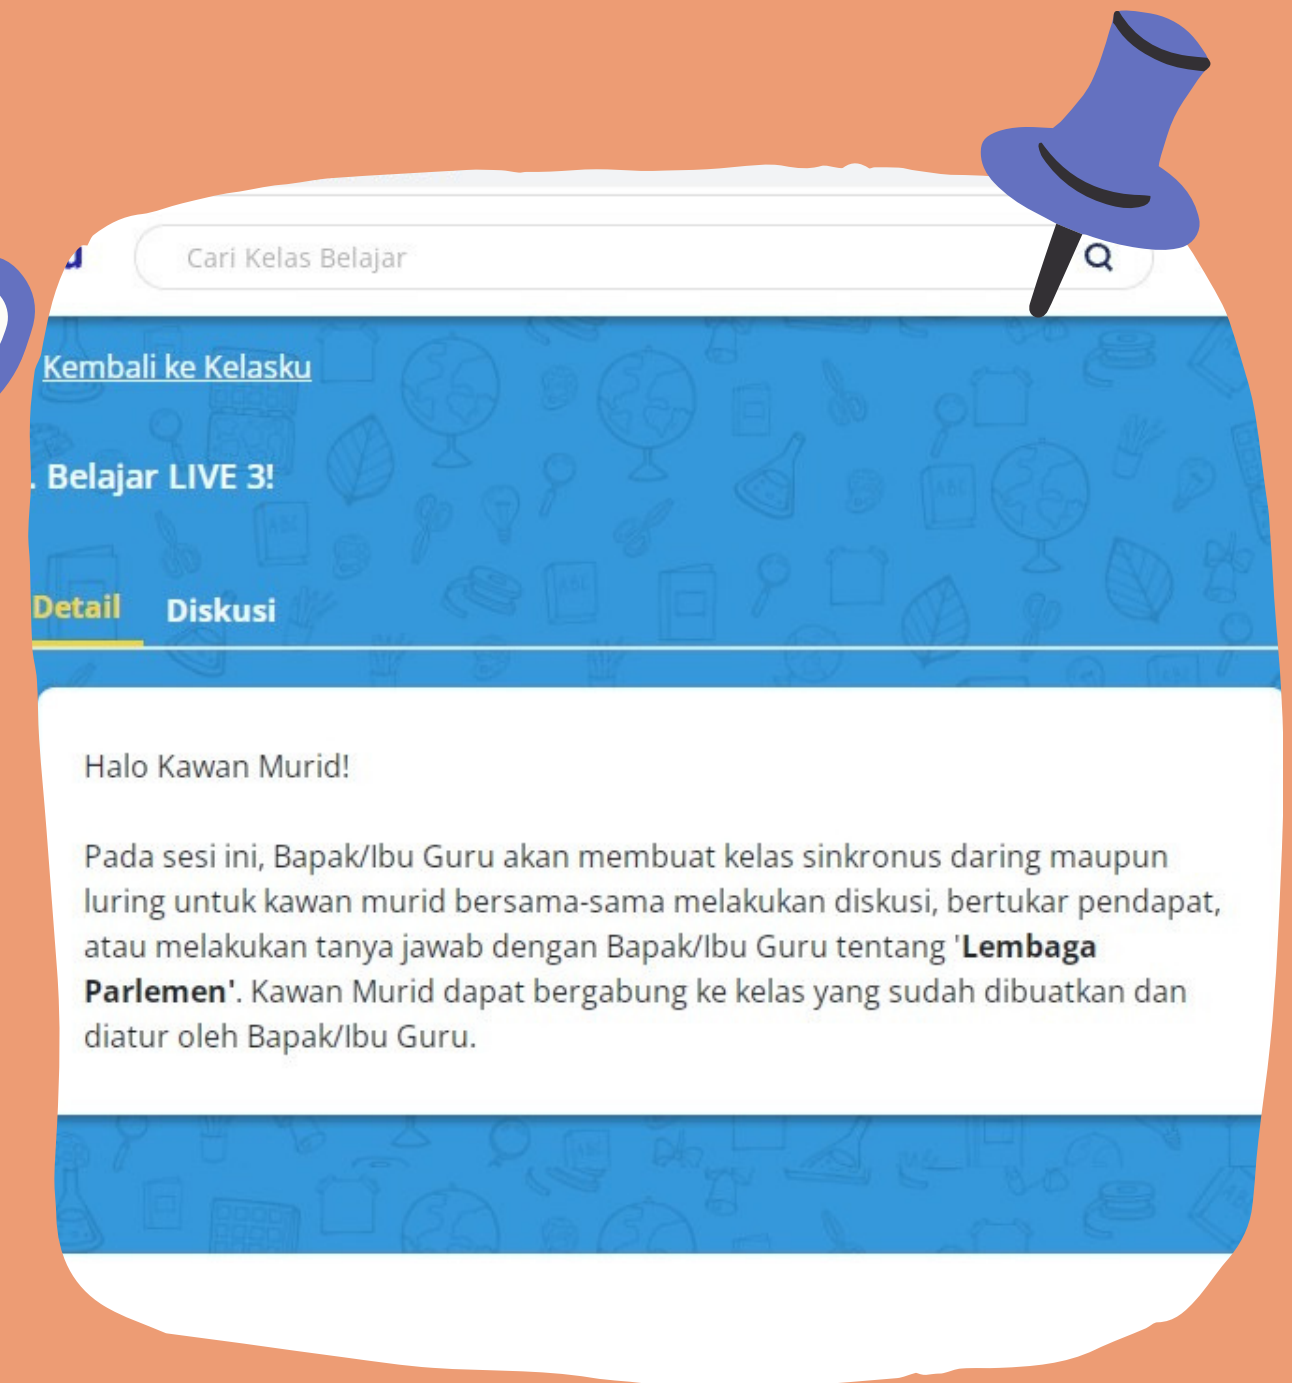 Cari Kelas Belajar
Kembali ke Kelasku
. Belajar LIVE 3!
Detail Diskusi
Halo Kawan Murid!
Pada sesi ini, Bapak/Ibu Guru akan membuat kelas sinkronus daring maupun
luring untuk kawan murid bersama-sama melakukan diskusi, bertukar pendapat,
atau melakukan tanya jawab dengan Bapak/Ibu Guru tentang 'Lembaga
Parlemen'. Kawan Murid dapat bergabung ke kelas yang sudah dibuatkan dan
diatur oleh Bapak/Ibu Guru.